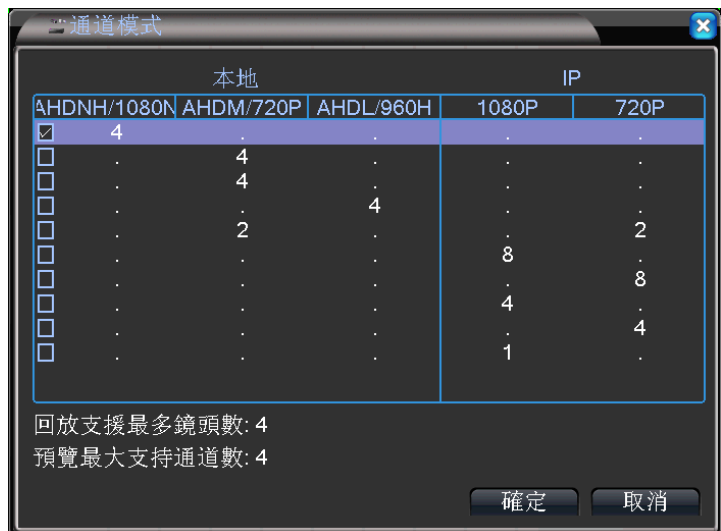 通道模式
本地 IP
AHDNH/1080N AHDM/720P AHDL/960H 1080P 720P
4 . . . .
. 4 . . .
. 4 . . .
. . 4 . .
. 2 . . 2
. . . 8 .
. . . . 8
. . . 4 .
. . . . 4
. . . 1 .
回放支援最多鏡頭數: 4
預覽最大支持通道數: 4
確定 取消